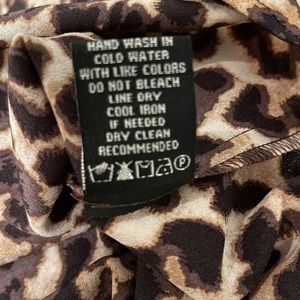 HAND WASH IN
COLD WATER
WITH LIKE COLORS
DO NOT BLEACH
LINE DRY
COOL IRON
IF NEEDED
DRY CLEAN
RECOMMENDED
P